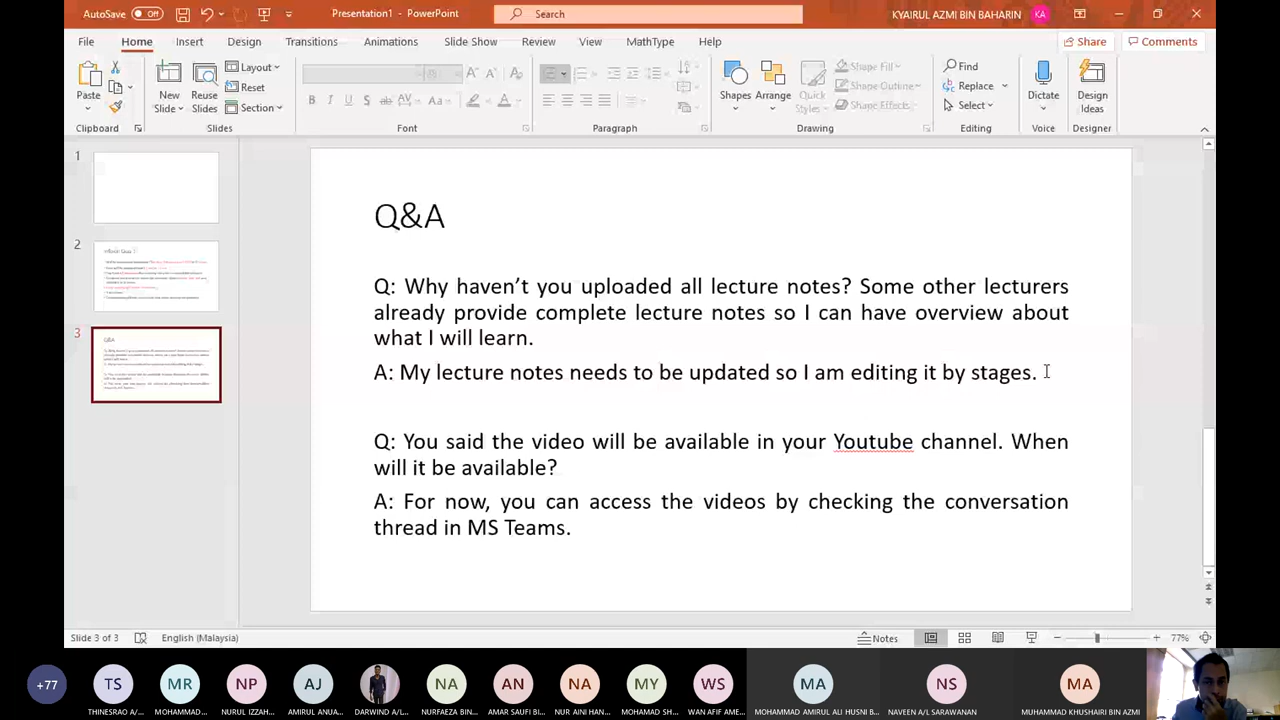 AutoSave Off Presentation1 - PowerPoint Search KYAIRUL AZMI BIN BAHARIN KA
File Home Insert Design Transitions Animations Slide Show Review View MathType Help Share Comments
Paste New Slide Reuse Slides Layout Reset Section Shapes Arrange Quick Styles Shape Fill Shape Outline Shape Effects Find Replace Select Dictate Design Ideas
Clipboard Slides Font Paragraph Drawing Editing Voice Designer
1
2
3
Q&A
Q: Why haven’t you uploaded all lecture notes? Some other lecturers
already provide complete lecture notes so I can have overview about
what I will learn.
A: My lecture notes needs to be updated so I am editing it by stages.
Q: You said the video will be available in your Youtube channel. When
will it be available?
A: For now, you can access the videos by checking the conversation
thread in MS Teams.
Slide 3 of 3 English (Malaysia) Notes 77%
+77 TS MR NP AJ NA AN NA MY WS MA NS MA
THINESRAO A/... MOHAMMAD ... NURUL IZZAH... AMIRUL ANUA... DARWIND A/L... NURFAEZA BIN... AMAR SAUFI BI... NUR AINI HAN... MOHAMAD SH... WAN AFIF AME... MOHAMMAD AMIRUL ALI HUSNI B... NAVEEN A/L SARAWANAN MUHAMMAD KHUSHAIRI BIN AZMI